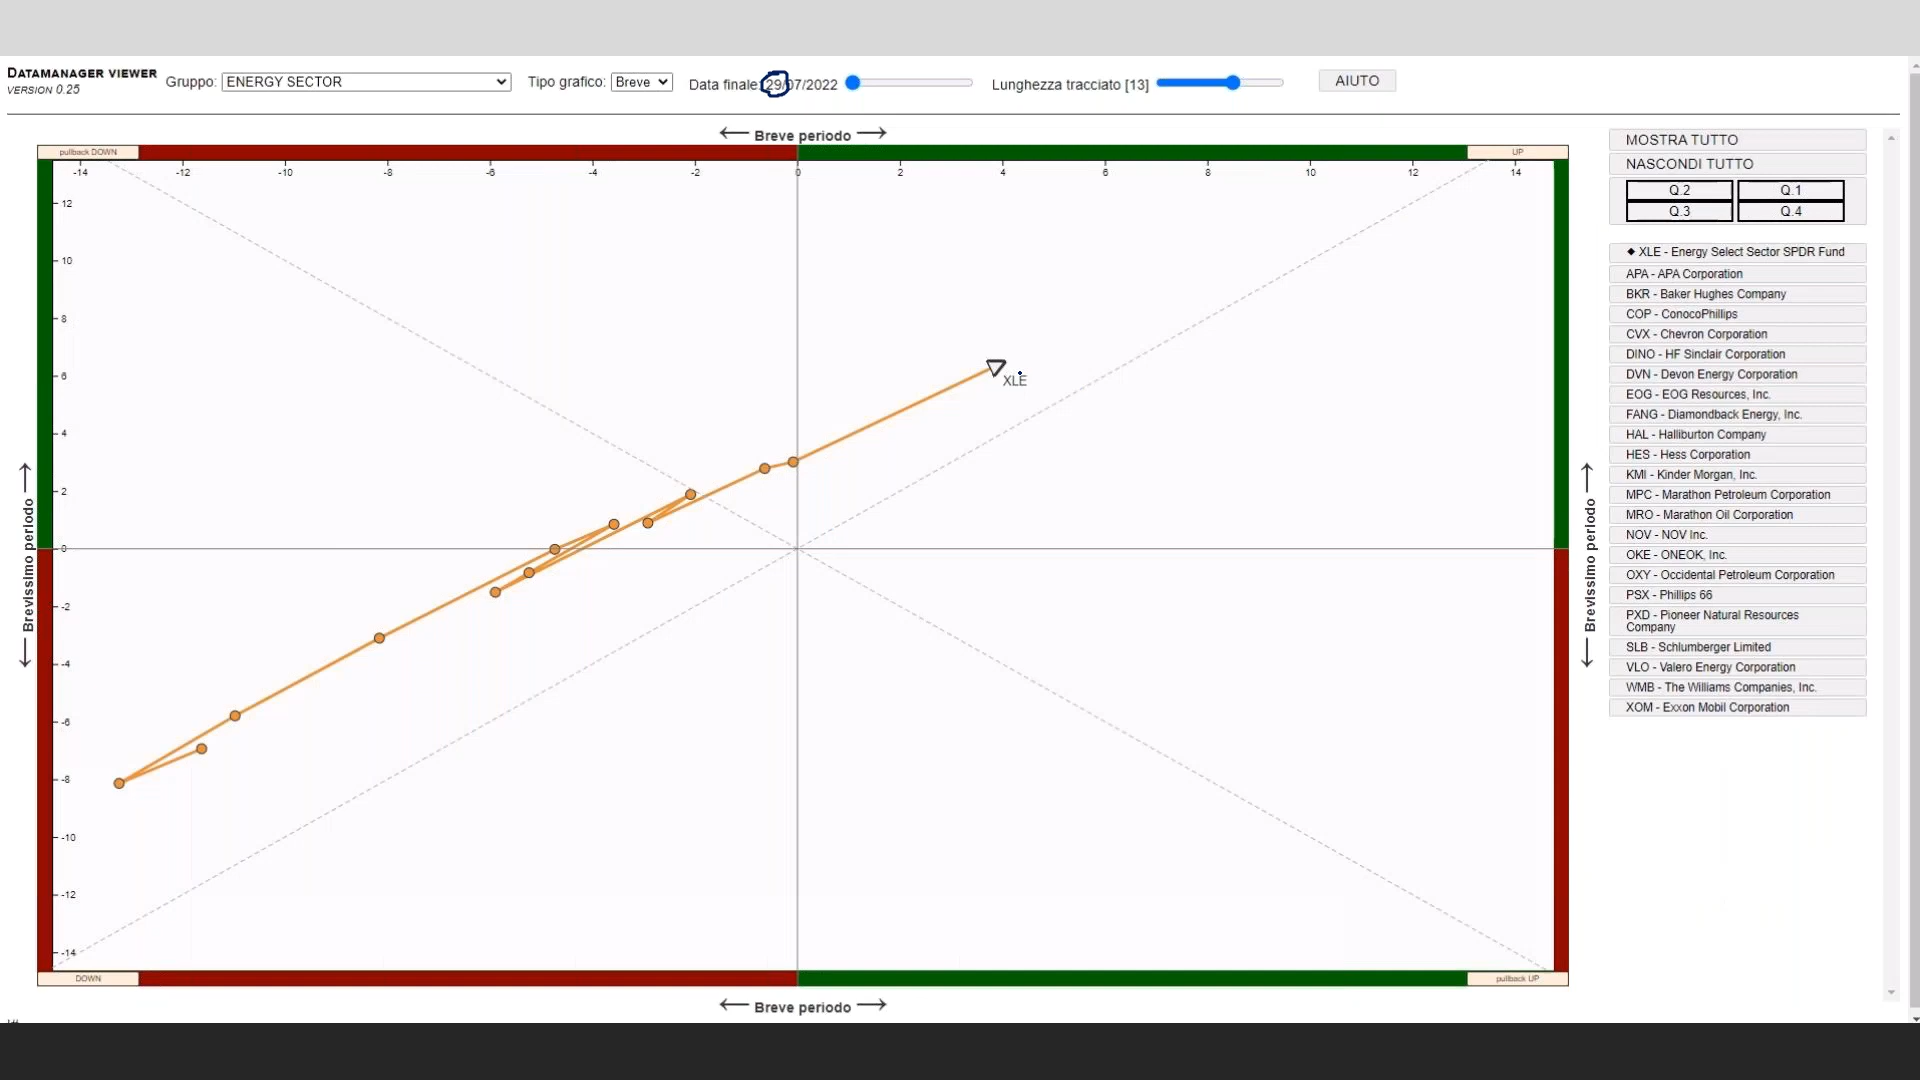 DATAMANAGER VIEWER
VERSION 0.25
Gruppo: ENERGY SECTOR
Tipo grafico: Breve
Data finale: 29/07/2022
Lunghezza tracciato [13]
AIUTO
Breve periodo
pullback DOWN
UP
-14 -12 -10 -8 -6 -4 -2 0 2 4 6 8 10 12 14
12
10
8
6
4
2
0
-2
-4
-6
-8
-10
-12
-14
XLE
Brevissimo periodo
Brevissimo periodo
DOWN
pullback UP
Breve periodo
MOSTRA TUTTO
NASCONDI TUTTO
Q.2 Q.1
Q.3 Q.4
◆ XLE - Energy Select Sector SPDR Fund
APA - APA Corporation
BKR - Baker Hughes Company
COP - ConocoPhillips
CVX - Chevron Corporation
DINO - HF Sinclair Corporation
DVN - Devon Energy Corporation
EOG - EOG Resources, Inc.
FANG - Diamondback Energy, Inc.
HAL - Halliburton Company
HES - Hess Corporation
KMI - Kinder Morgan, Inc.
MPC - Marathon Petroleum Corporation
MRO - Marathon Oil Corporation
NOV - NOV Inc.
OKE - ONEOK, Inc.
OXY - Occidental Petroleum Corporation
PSX - Phillips 66
PXD - Pioneer Natural Resources
Company
SLB - Schlumberger Limited
VLO - Valero Energy Corporation
WMB - The Williams Companies, Inc.
XOM - Exxon Mobil Corporation